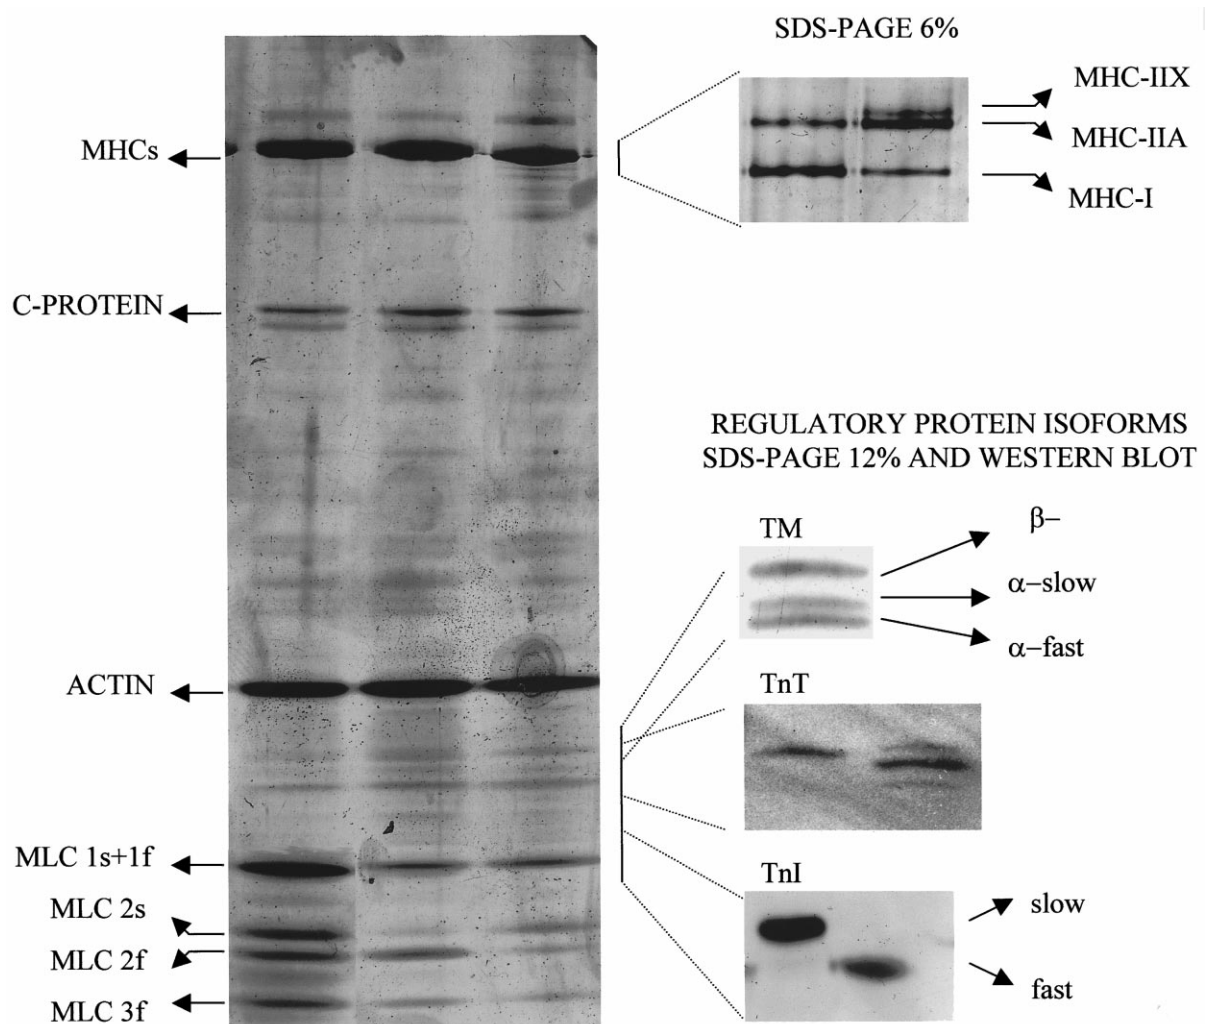 SDS-PAGE 6%
MHC-IIX
MHCs
MHC-IIA
MHC-I
C-PROTEIN
REGULATORY PROTEIN ISOFORMS
SDS-PAGE 12% AND WESTERN BLOT
TM
β−
α−slow
α−fast
ACTIN
TnT
MLC 1s+1f
TnI
MLC 2s
slow
MLC 2f
fast
MLC 3f